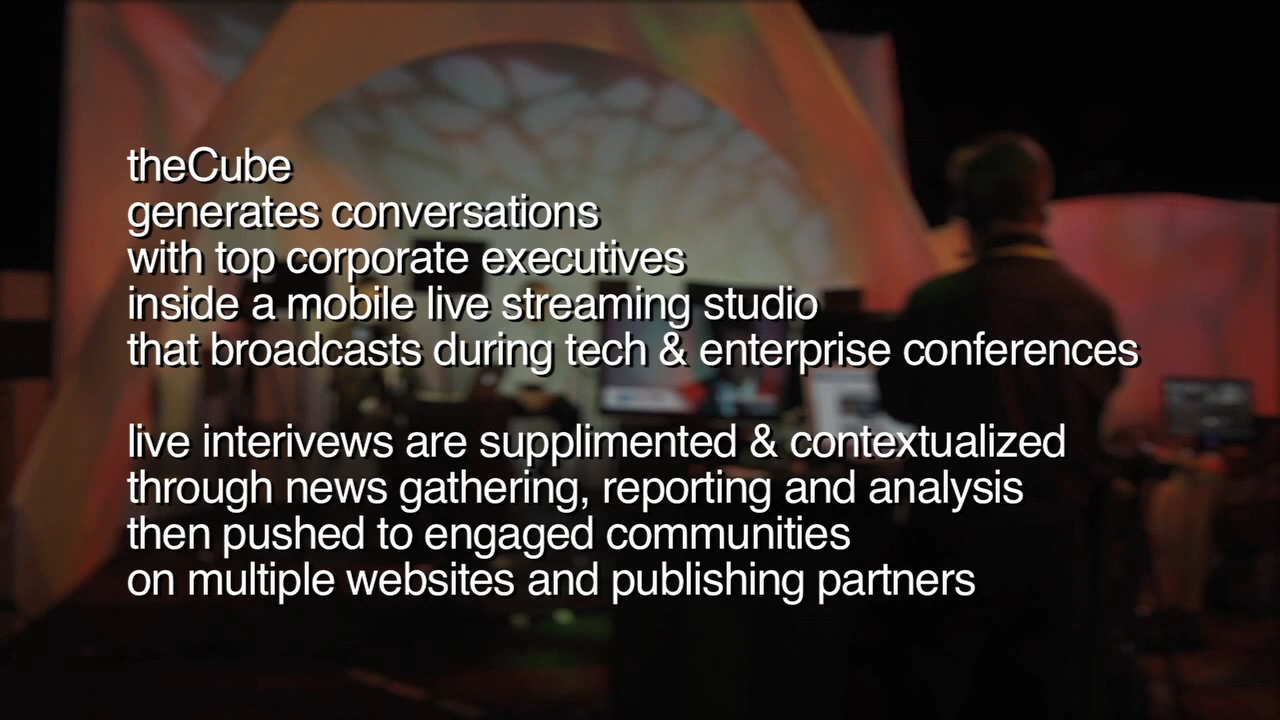 theCube
generates conversations
with top corporate executives
inside a mobile live streaming studio
that broadcasts during tech & enterprise conferences
live interivews are supplimented & contextualized
through news gathering, reporting and analysis
then pushed to engaged communities
on multiple websites and publishing partners